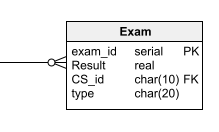 Exam
exam_id serial PK
Result real
CS_id char(10) FK
type char(20)